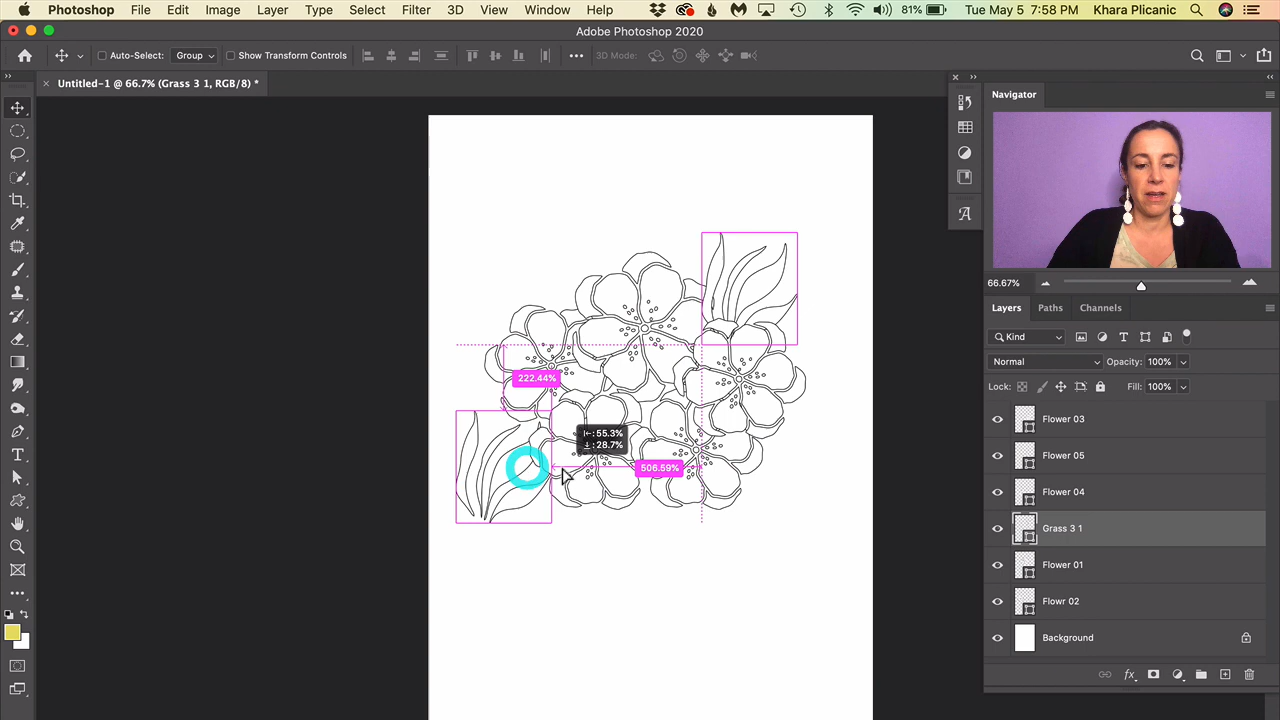 Photoshop File Edit Image Layer Type Select Filter 3D View Window Help 81% Tue May 5 7:58 PM Khara Plicanic
Adobe Photoshop 2020
Auto-Select: Group Show Transform Controls 3D Mode:
Untitled-1 @ 66.7% (Grass 3 1, RGB/8) *
Navigator
66.67%
Layers Paths Channels
Kind
Normal Opacity: 100%
Lock: Fill: 100%
222.44%
: 55.3%
: 28.7%
506.59%
Flower 03
Flower 05
Flower 04
Grass 3 1
Flower 01
Flowr 02
Background